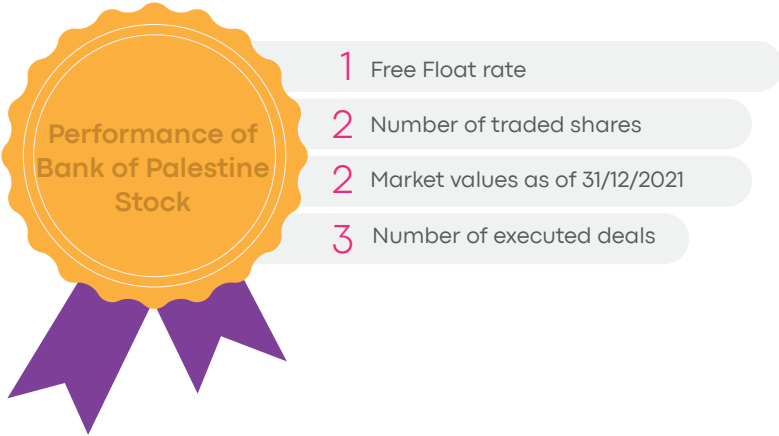 Performance of
Bank of Palestine
Stock
1 Free Float rate
2 Number of traded shares
2 Market values as of 31/12/2021
3 Number of executed deals